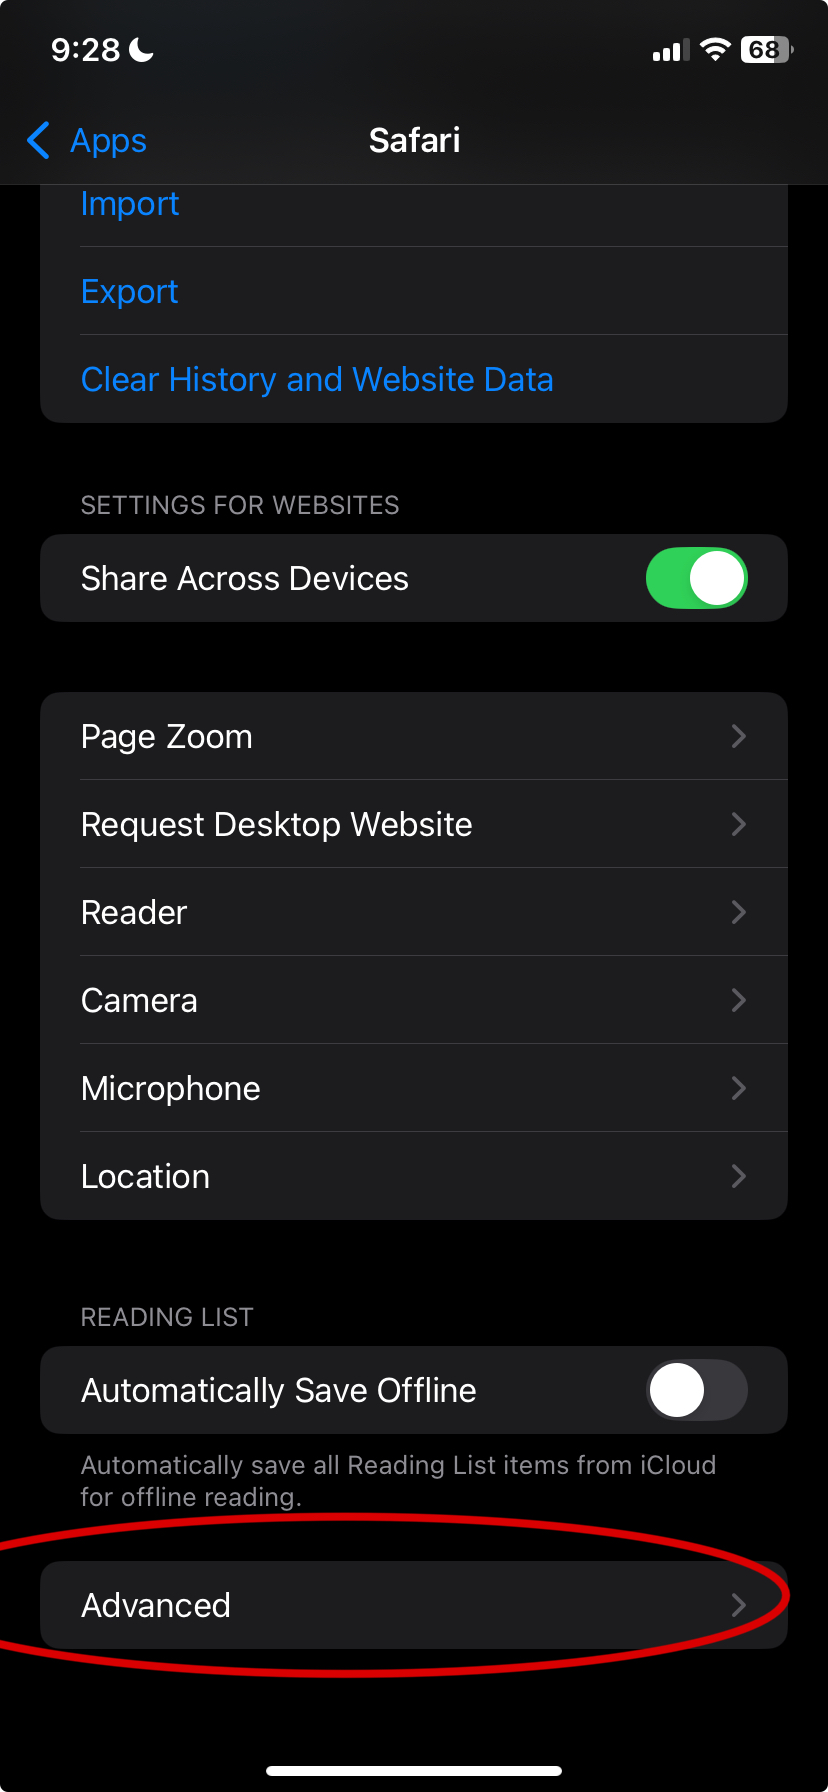 9:28
68
Apps
Safari
Import
Export
Clear History and Website Data
SETTINGS FOR WEBSITES
Share Across Devices
Page Zoom
Request Desktop Website
Reader
Camera
Microphone
Location
READING LIST
Automatically Save Offline
Automatically save all Reading List items from iCloud
for offline reading.
Advanced